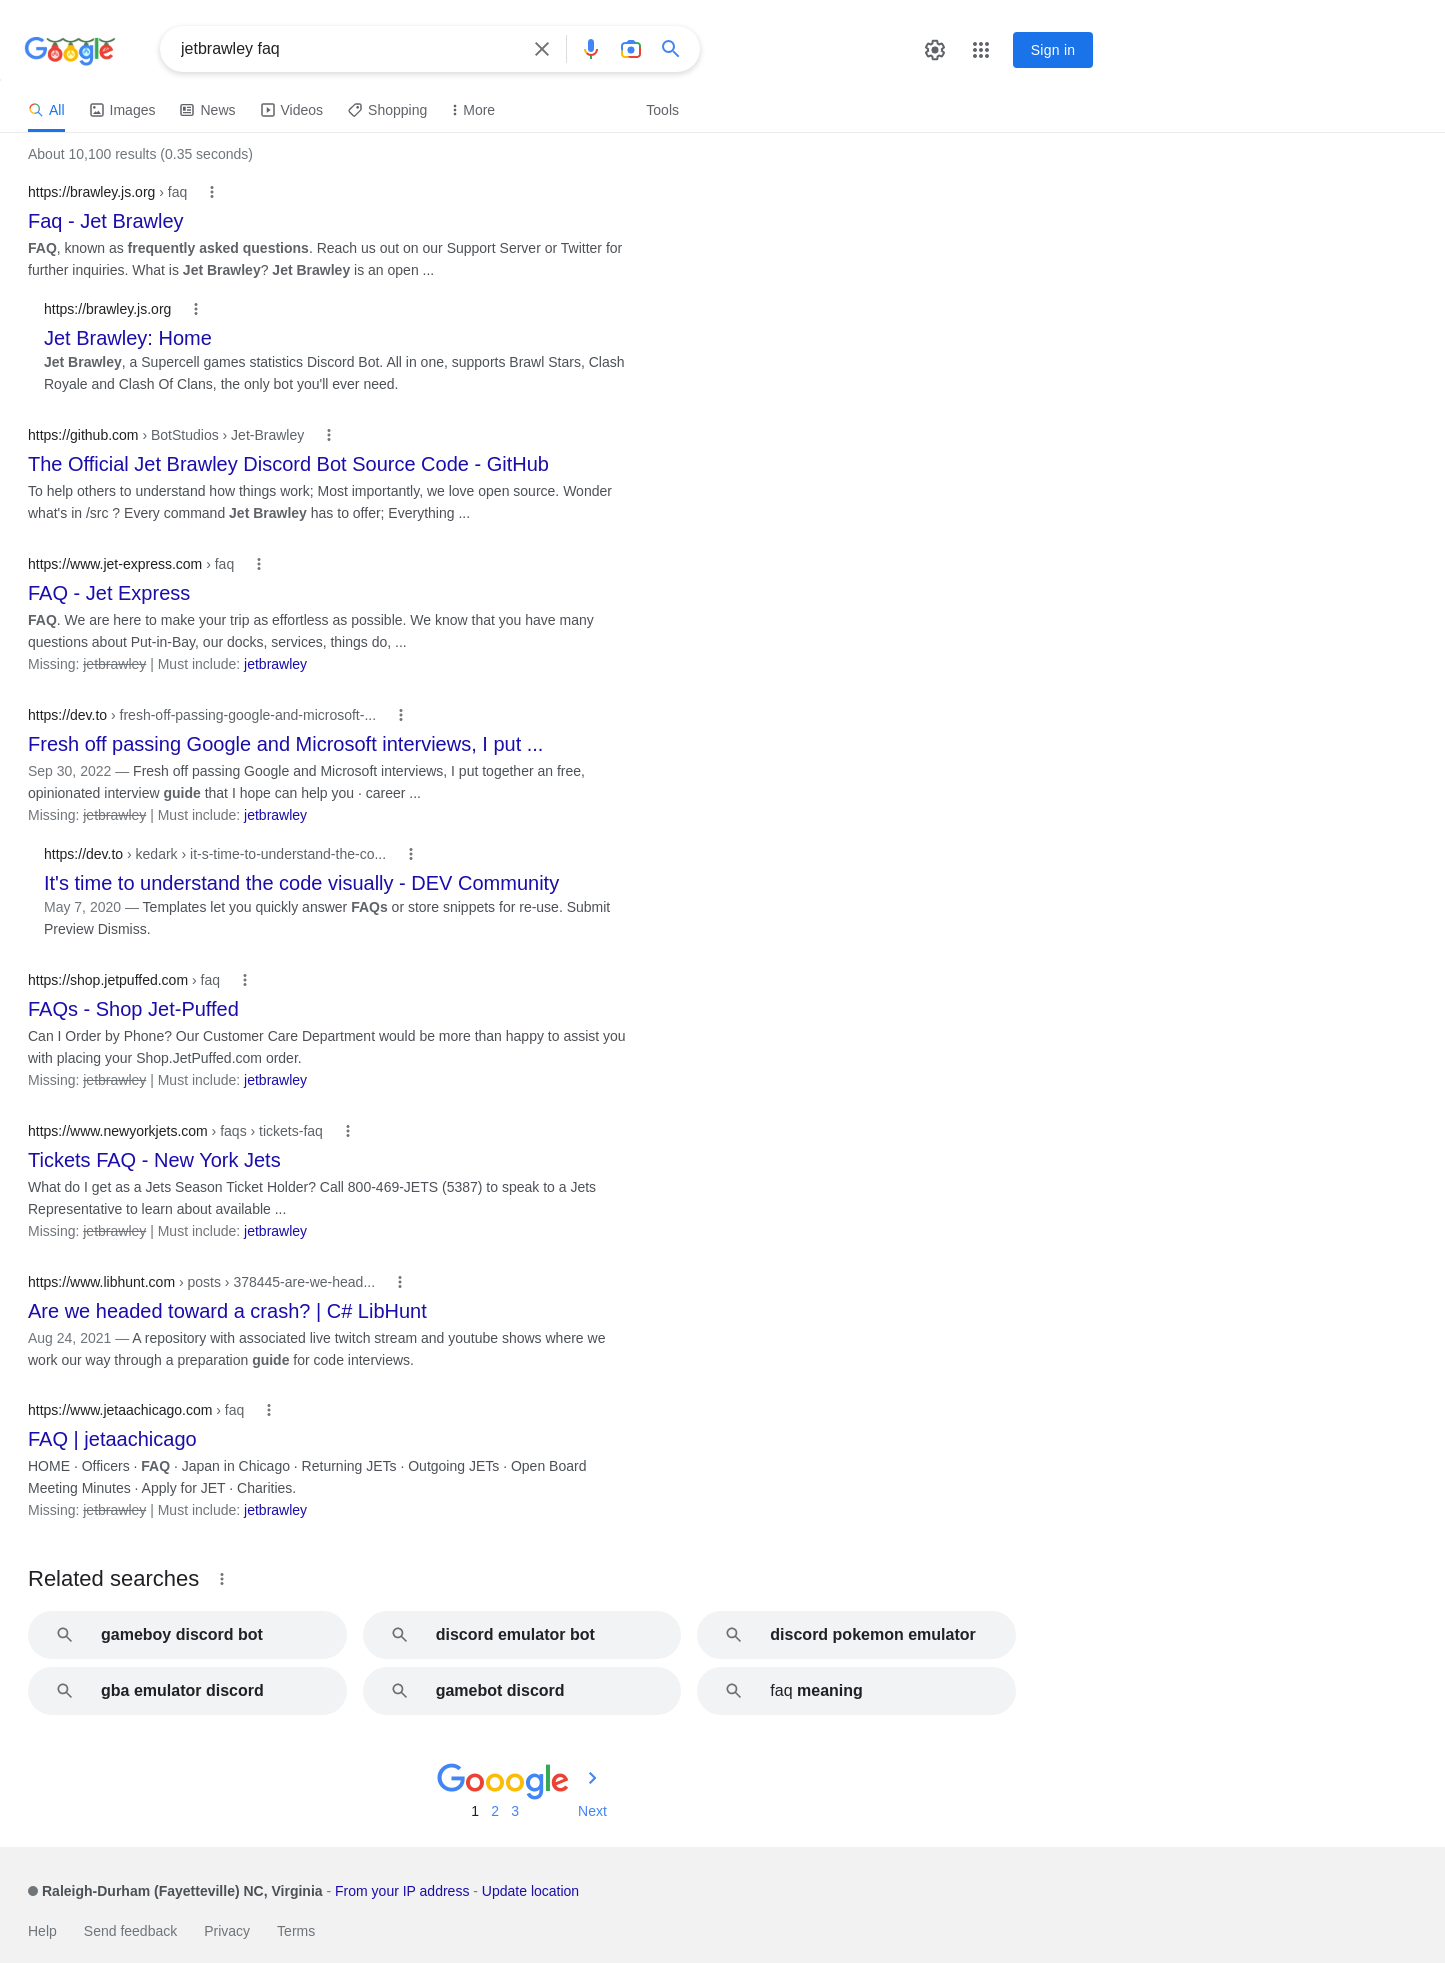 Google
jetbrawley faq
Sign in
All
Images
News
Videos
Shopping
More
Tools
About 10,100 results (0.35 seconds)
https://brawley.js.org › faq
Faq - Jet Brawley
FAQ, known as frequently asked questions. Reach us out on our Support Server or Twitter for
further inquiries. What is Jet Brawley? Jet Brawley is an open ...
https://brawley.js.org
Jet Brawley: Home
Jet Brawley, a Supercell games statistics Discord Bot. All in one, supports Brawl Stars, Clash
Royale and Clash Of Clans, the only bot you'll ever need.
https://github.com › BotStudios › Jet-Brawley
The Official Jet Brawley Discord Bot Source Code - GitHub
To help others to understand how things work; Most importantly, we love open source. Wonder
what's in /src ? Every command Jet Brawley has to offer; Everything ...
https://www.jet-express.com › faq
FAQ - Jet Express
FAQ. We are here to make your trip as effortless as possible. We know that you have many
questions about Put-in-Bay, our docks, services, things do, ...
Missing: jetbrawley | Must include: jetbrawley
https://dev.to › fresh-off-passing-google-and-microsoft-...
Fresh off passing Google and Microsoft interviews, I put ...
Sep 30, 2022 — Fresh off passing Google and Microsoft interviews, I put together an free,
opinionated interview guide that I hope can help you · career ...
Missing: jetbrawley | Must include: jetbrawley
https://dev.to › kedark › it-s-time-to-understand-the-co...
It's time to understand the code visually - DEV Community
May 7, 2020 — Templates let you quickly answer FAQs or store snippets for re-use. Submit
Preview Dismiss.
https://shop.jetpuffed.com › faq
FAQs - Shop Jet-Puffed
Can I Order by Phone? Our Customer Care Department would be more than happy to assist you
with placing your Shop.JetPuffed.com order.
Missing: jetbrawley | Must include: jetbrawley
https://www.newyorkjets.com › faqs › tickets-faq
Tickets FAQ - New York Jets
What do I get as a Jets Season Ticket Holder? Call 800-469-JETS (5387) to speak to a Jets
Representative to learn about available ...
Missing: jetbrawley | Must include: jetbrawley
https://www.libhunt.com › posts › 378445-are-we-head...
Are we headed toward a crash? | C# LibHunt
Aug 24, 2021 — A repository with associated live twitch stream and youtube shows where we
work our way through a preparation guide for code interviews.
https://www.jetaachicago.com › faq
FAQ | jetaachicago
HOME · Officers · FAQ · Japan in Chicago · Returning JETs · Outgoing JETs · Open Board
Meeting Minutes · Apply for JET · Charities.
Missing: jetbrawley | Must include: jetbrawley
Related searches
gameboy discord bot
discord emulator bot
discord pokemon emulator
gba emulator discord
gamebot discord
faq meaning
Gooogle
1 2 3 Next
Raleigh-Durham (Fayetteville) NC, Virginia - From your IP address - Update location
Help Send feedback Privacy Terms